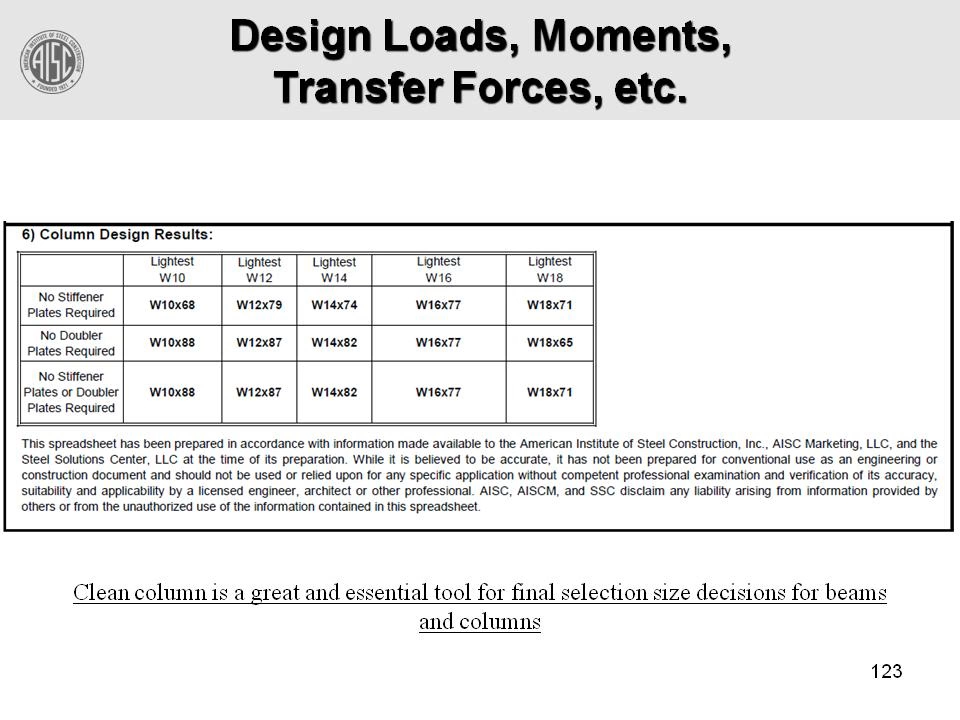 AMERICAN INSTITUTE OF STEEL CONSTRUCTION
AISC
FOUNDED 1921
Design Loads, Moments,
Transfer Forces, etc.
6) Column Design Results:
Lightest W10 Lightest W12 Lightest W14 Lightest W16 Lightest W18
No Stiffener
Plates Required W10x68 W12x79 W14x74 W16x77 W18x71
No Doubler
Plates Required W10x88 W12x87 W14x82 W16x77 W18x65
No Stiffener
Plates or Doubler W10x88 W12x87 W14x82 W16x77 W18x71
Plates Required
This spreadsheet has been prepared in accordance with information made available to the American Institute of Steel Construction, Inc., AISC Marketing, LLC, and the
Steel Solutions Center, LLC at the time of its preparation. While it is believed to be accurate, it has not been prepared for conventional use as an engineering or
construction document and should not be used or relied upon for any specific application without competent professional examination and verification of its accuracy,
suitability and applicability by a licensed engineer, architect or other professional. AISC, AISCM, and SSC disclaim any liability arising from information provided by
others or from the unauthorized use of the information contained in this spreadsheet.
Clean column is a great and essential tool for final selection size decisions for beams
and columns
123